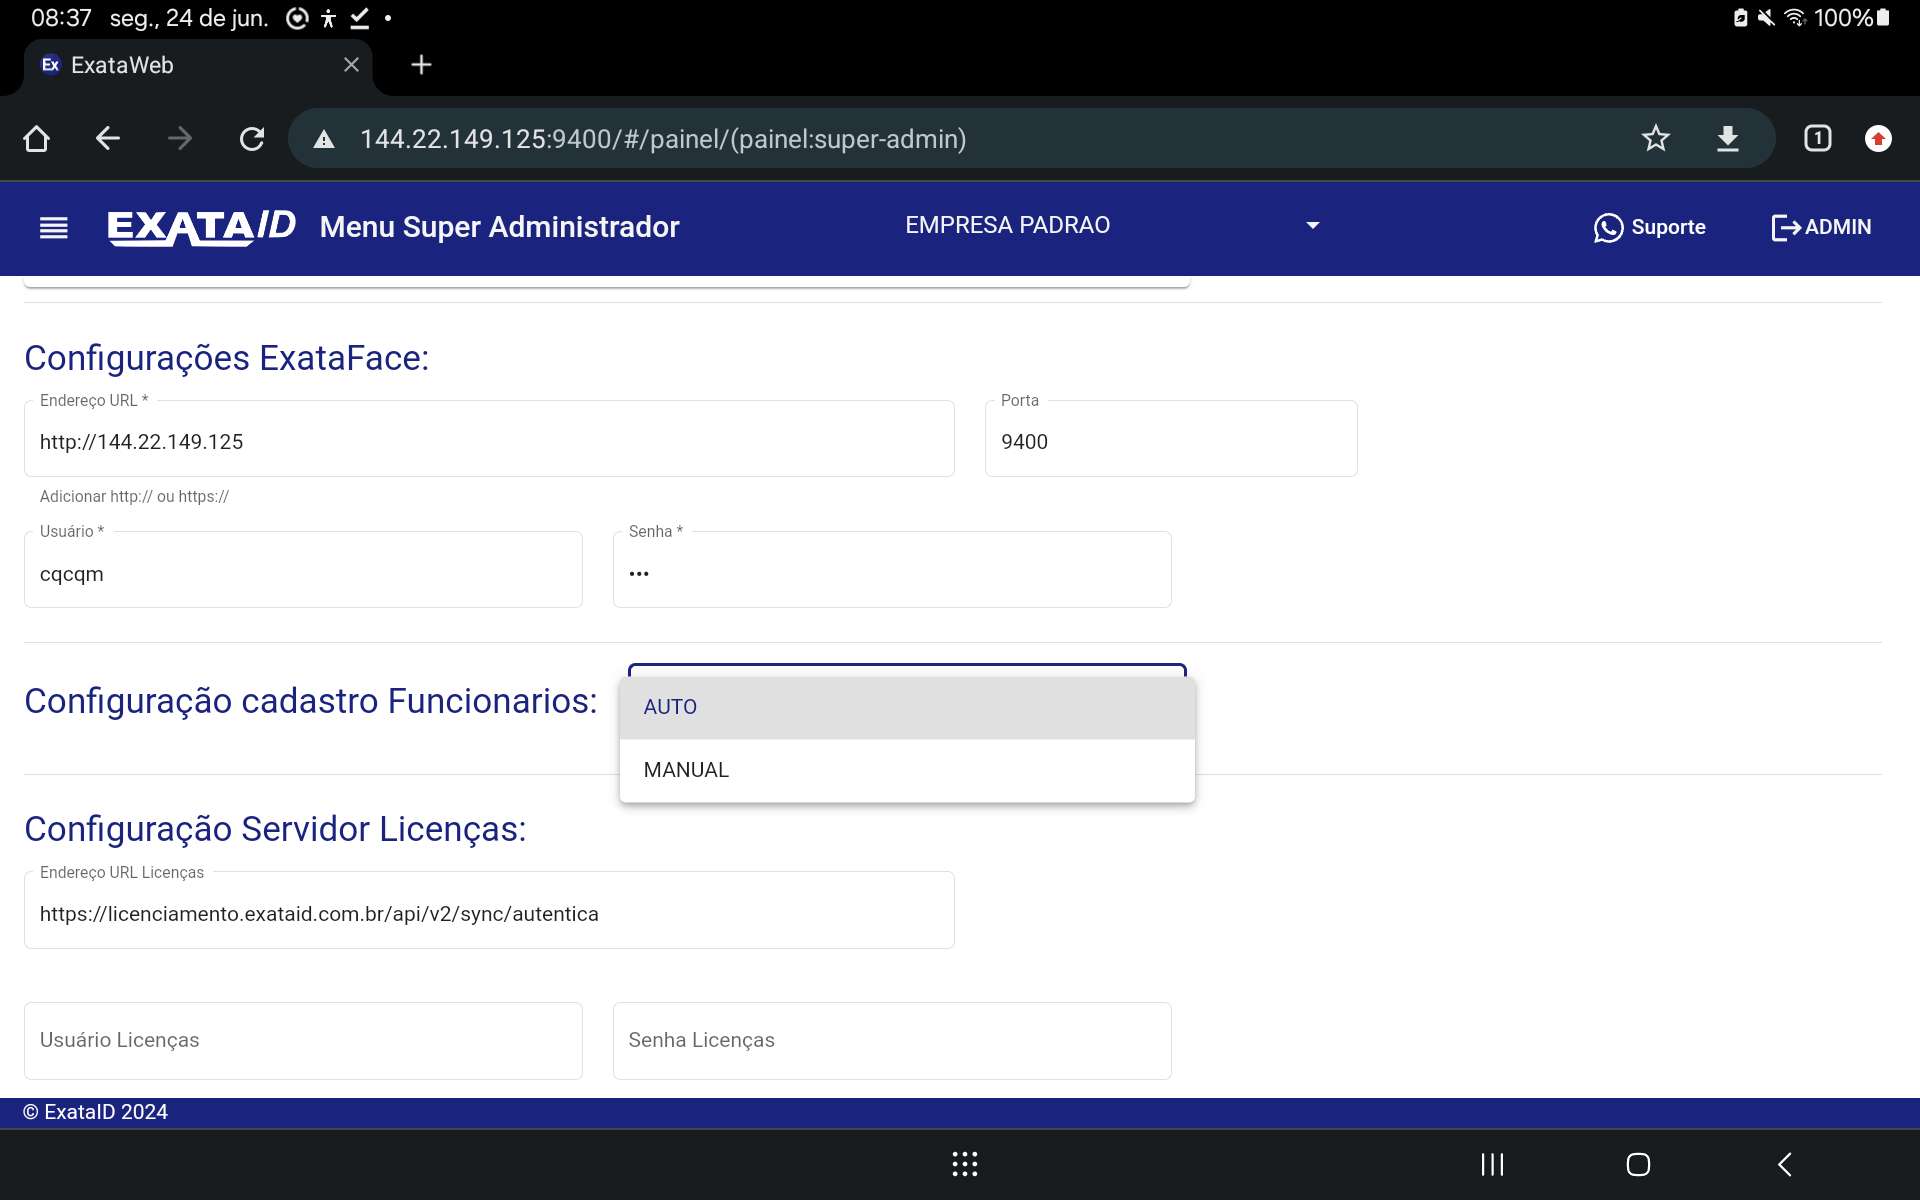 08:37 seg., 24 de jun. 100%
Ex ExataWeb
144.22.149.125:9400/#/painel/(painel:super-admin) 1
EXATAID Menu Super Administrador EMPRESA PADRAO Suporte ADMIN
Configurações ExataFace:
Endereço URL * Porta
http://144.22.149.125 9400
Adicionar http:// ou https://
Usuário * Senha *
cqcqm •••
Configuração cadastro Funcionarios:
AUTO
MANUAL
Configuração Servidor Licenças:
Endereço URL Licenças
https://licenciamento.exataid.com.br/api/v2/sync/autentica
Usuário Licenças Senha Licenças
© ExataID 2024